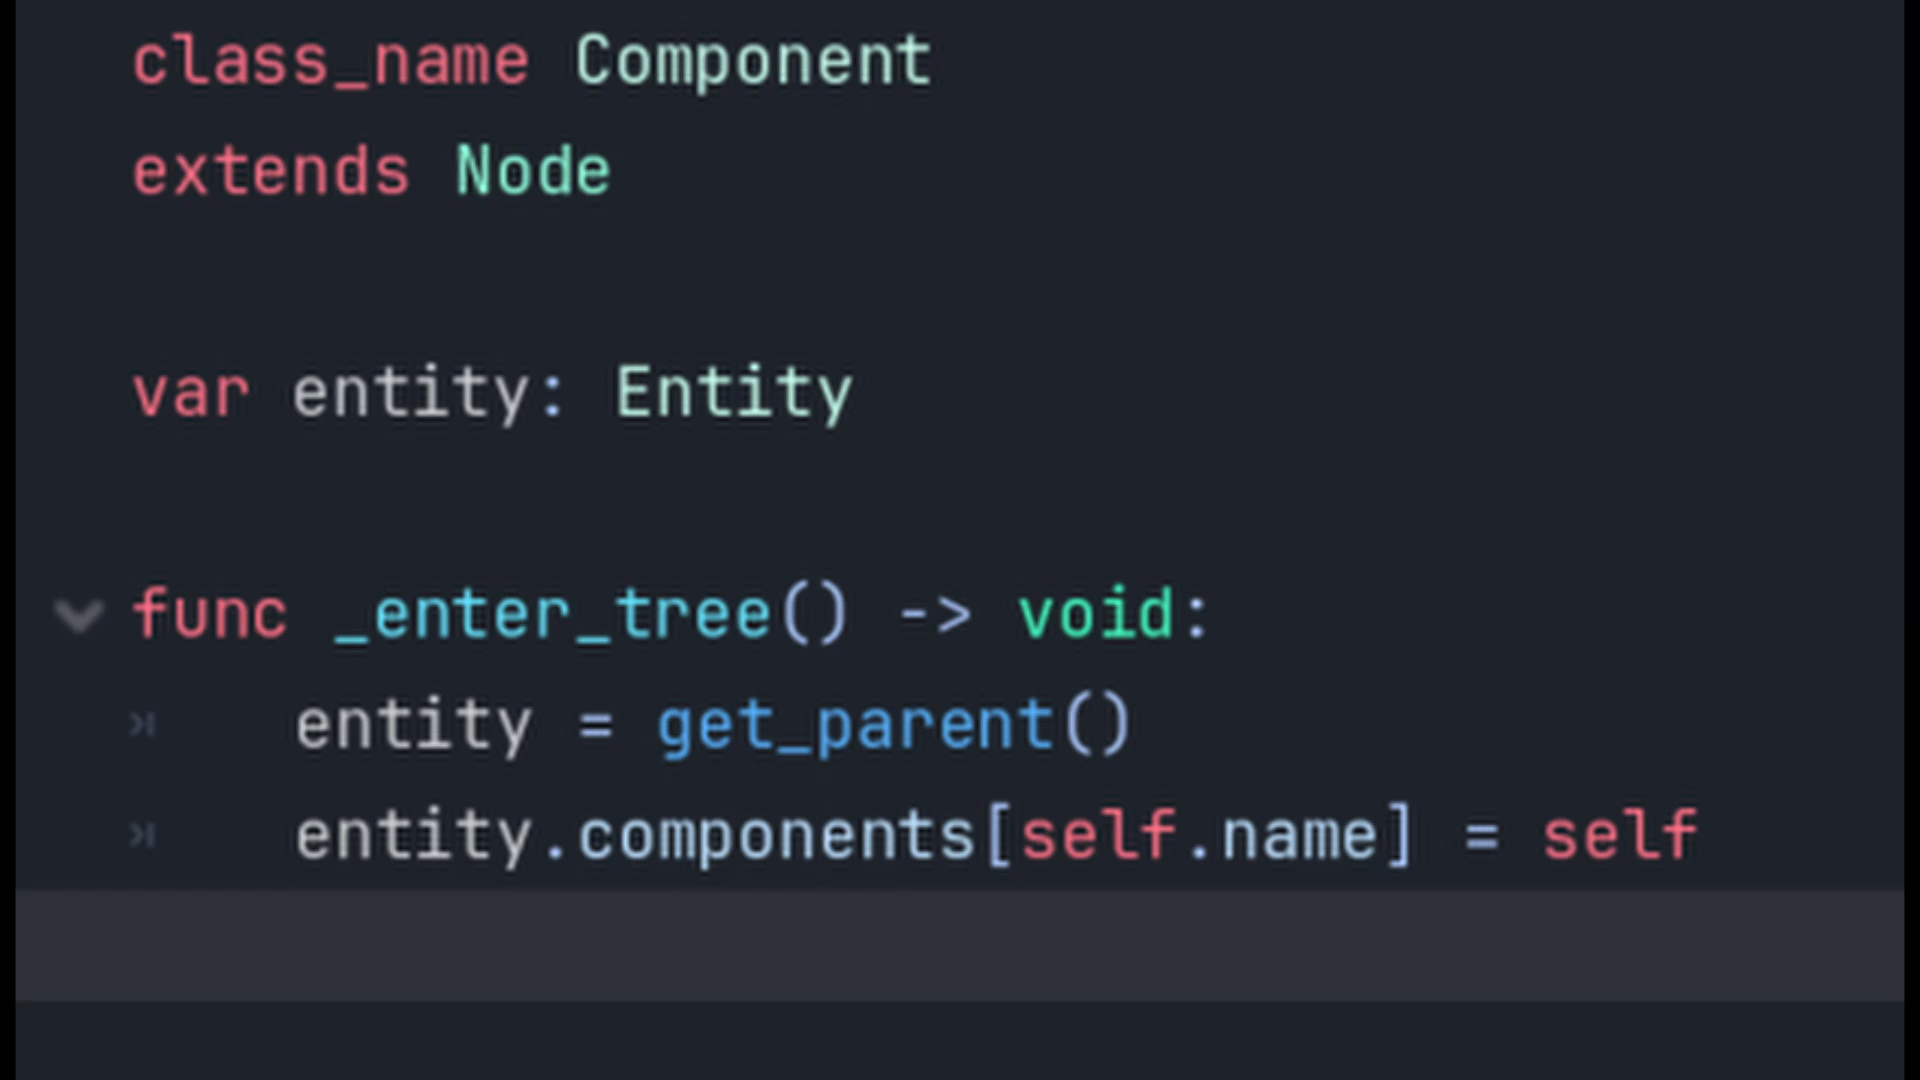 class_name Component
extends Node
var entity: Entity
func _enter_tree() -> void:
entity = get_parent()
entity.components[self.name] = self